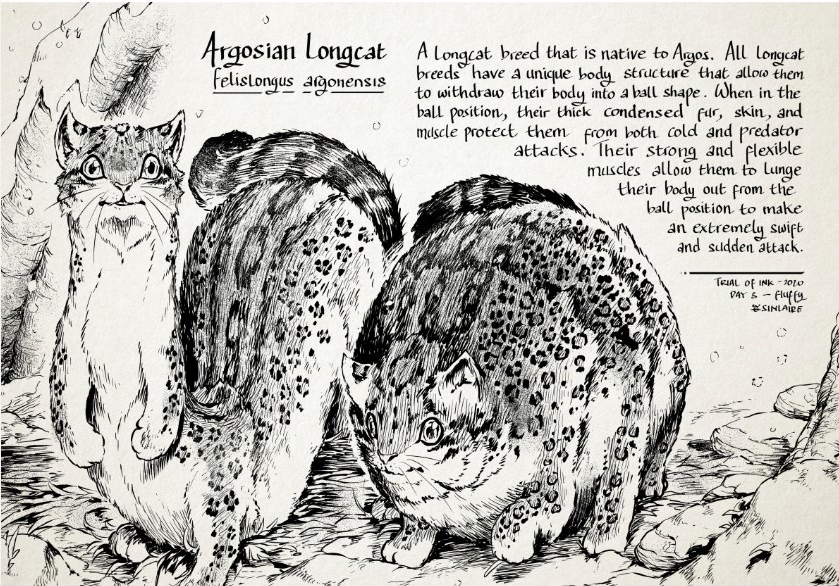 Argosian Longcat
felislongus argonensis
A Longcat breed that is native to Argos. All longcat
breeds have a unique body structure that allow them
to withdraw their body into a ball shape. When in the
ball position, their thick condensed fur, skin, and
muscle protect them from both cold and predator
attacks. Their strong and flexible
muscles allow them to lunge
their body out from the
ball position to make
an extremely swift
and sudden attack.
TRIAL OF INK - 2020
DAY 5 - fluffy
SINLAIRE